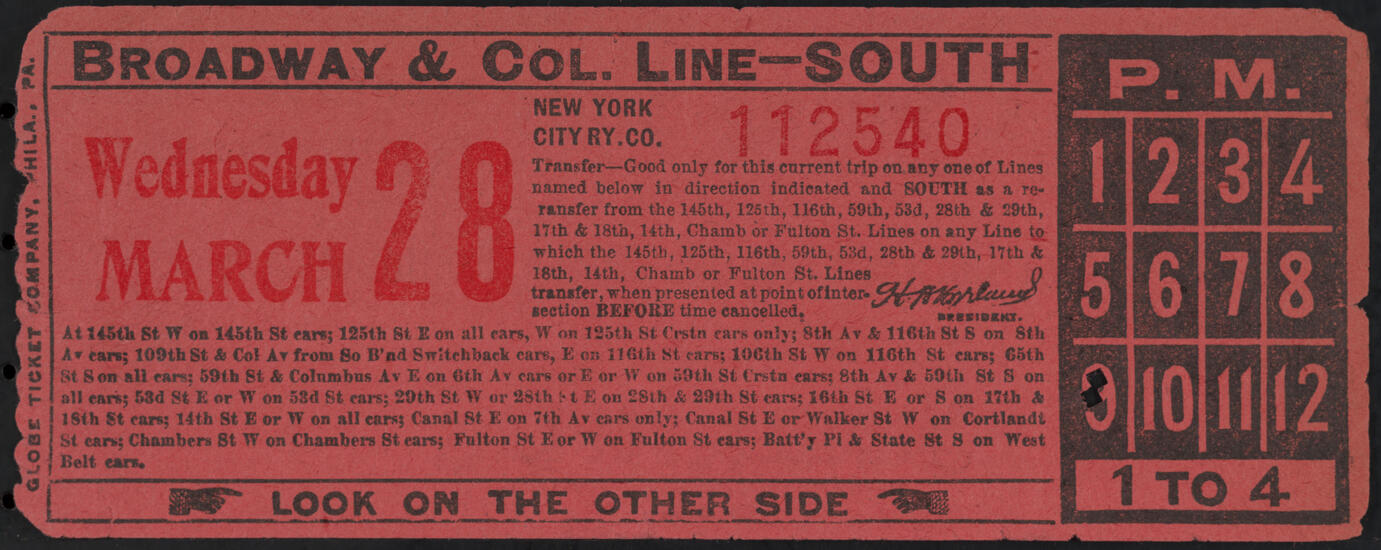 BROADWAY & COL. LINE—SOUTH
GLOBE TICKET COMPANY, PHILA., PA.
Wednesday
MARCH
28
NEW YORK
CITY RY. CO.
112540
Transfer—Good only for this current trip on any one of Lines
named below in direction indicated and SOUTH as a re-
ransfer from the 145th, 125th, 116th, 59th, 53d, 28th & 29th,
17th & 18th, 14th, Chamb or Fulton St. Lines on any Line to
which the 145th, 125th, 116th, 59th, 53d, 28th & 29th, 17th &
18th, 14th, Chamb or Fulton St. Lines
transfer, when presented at point of inter-
section BEFORE time cancelled.
PRESIDENT.
At 145th St W on 145th St cars; 125th St E on all cars, W on 125th St Crstn cars only; 8th Av & 116th St S on 8th
Av cars; 109th St & Col Av from So B'nd Switchback cars, E on 116th St cars; 106th St W on 116th St cars; 65th
St S on all cars; 59th St & Columbus Av E on 6th Av cars or E or W on 59th St Crstn cars; 8th Av & 59th St S on
all cars; 53d St E or W on 53d St cars; 29th St W or 28th St E on 28th & 29th St cars; 16th St E or S on 17th &
18th St cars; 14th St E or W on all cars; Canal St E on 7th Av cars only; Canal St E or Walker St W on Cortlandt
St cars; Chambers St W on Chambers St cars; Fulton St E or W on Fulton St cars; Batt'y Pl & State St S on West
Belt cars.
LOOK ON THE OTHER SIDE
P. M.
1 2 3 4
5 6 7 8
9 10 11 12
1 TO 4